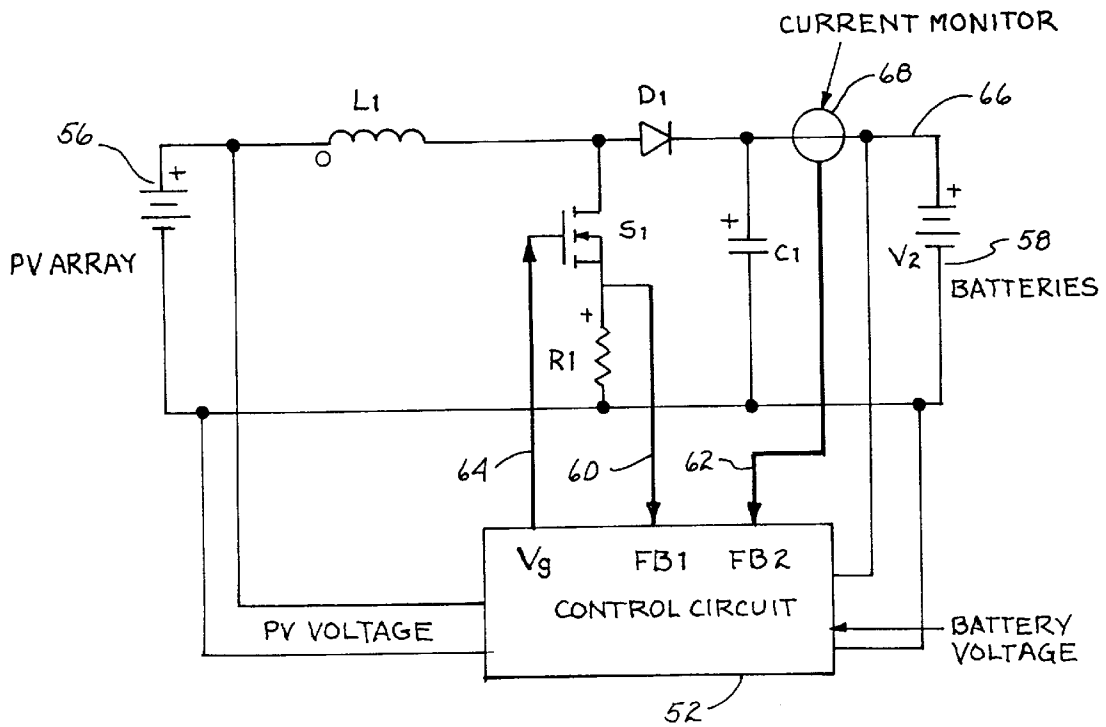 CURRENT MONITOR
68
66
L1
D1
56
+
PV ARRAY
S1
+
C1
+
V2
58
BATTERIES
+
R1
64
60
62
Vg
FB1
FB2
CONTROL CIRCUIT
PV VOLTAGE
BATTERY
VOLTAGE
52